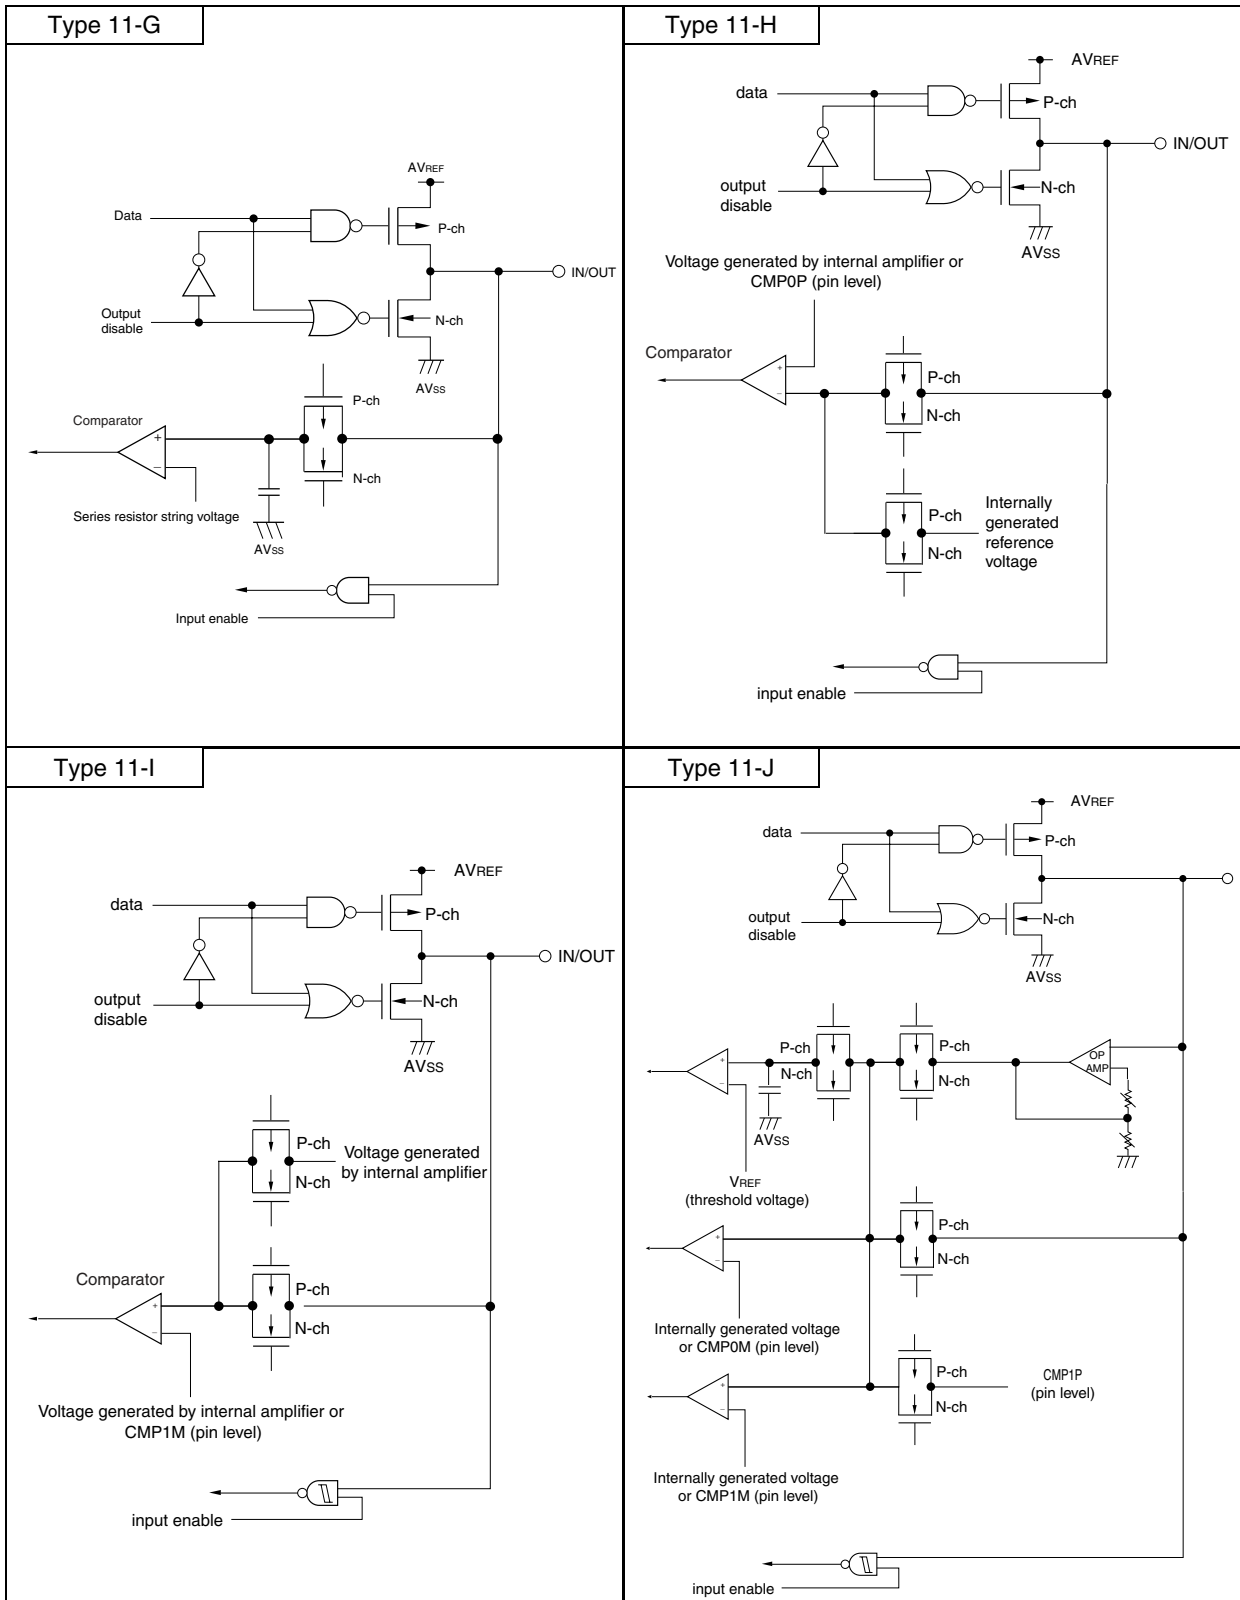 Type 11-G
AVREF
Data
P-ch
IN/OUT
Output
disable
N-ch
AVSS
P-ch
Comparator
+
–
N-ch
Series resistor string voltage
AVSS
Input enable
Type 11-H
AVREF
data
P-ch
IN/OUT
output
disable
N-ch
AVSS
Voltage generated by internal amplifier or
CMP0P (pin level)
Comparator
+
–
P-ch
N-ch
P-ch
N-ch
Internally
generated
reference
voltage
input enable
Type 11-I
AVREF
data
P-ch
IN/OUT
output
disable
N-ch
AVSS
P-ch
N-ch
Voltage generated
by internal amplifier
Comparator
+
–
P-ch
N-ch
Voltage generated by internal amplifier or
CMP1M (pin level)
input enable
Type 11-J
AVREF
data
P-ch
output
disable
N-ch
AVSS
+
–
P-ch
N-ch
P-ch
N-ch
OP
AMP
AVSS
VREF
(threshold voltage)
+
–
P-ch
N-ch
Internally generated voltage
or CMP0M (pin level)
+
–
P-ch
N-ch
CMP1P
(pin level)
Internally generated voltage
or CMP1M (pin level)
input enable